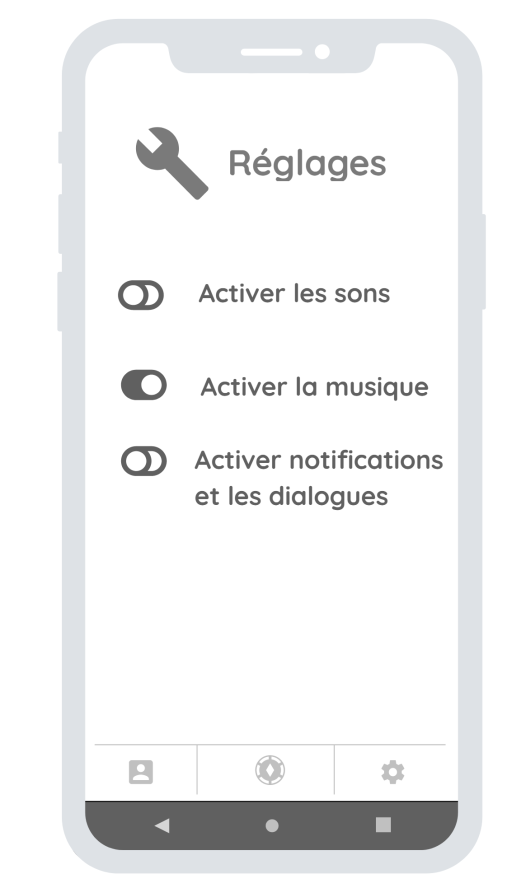 Réglages
Activer les sons
Activer la musique
Activer notifications
et les dialogues